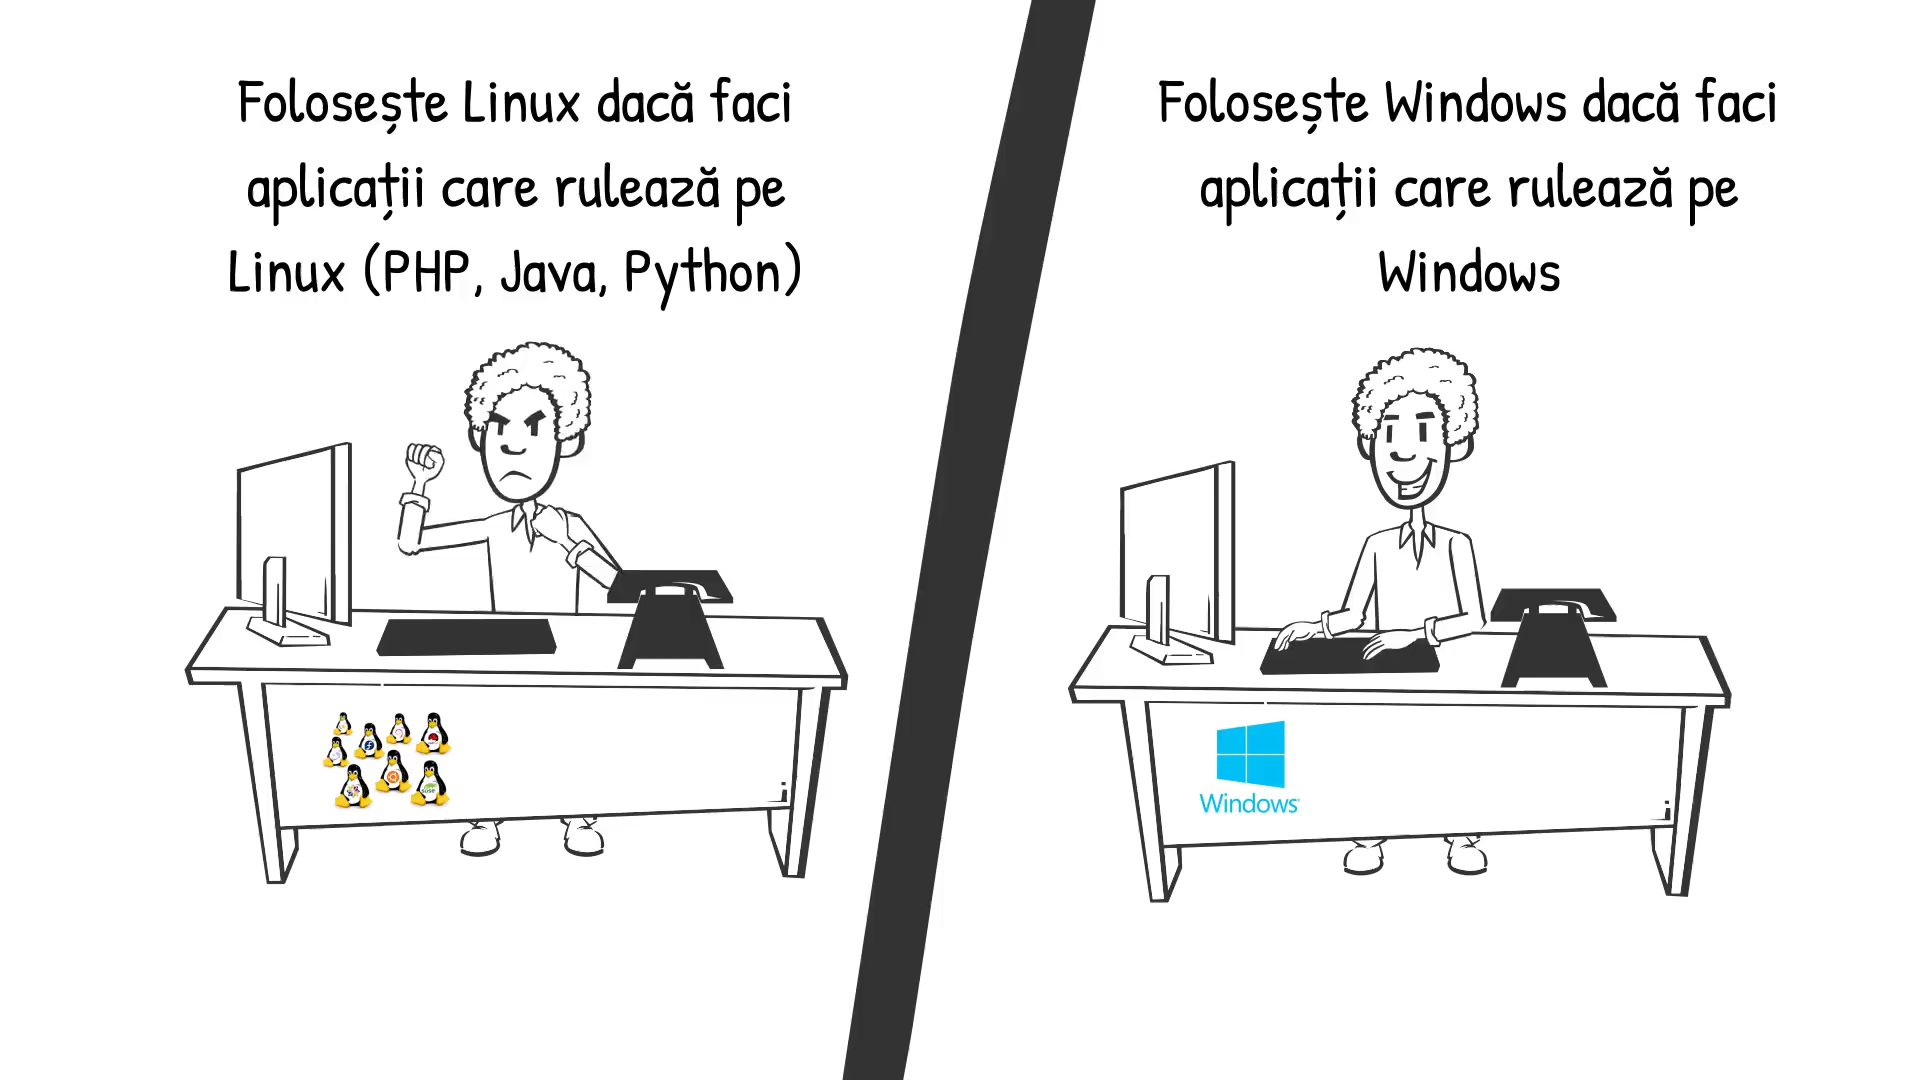 Folosește Linux dacă faci
aplicații care rulează pe
Linux (PHP, Java, Python)
Folosește Windows dacă faci
aplicații care rulează pe
Windows
Windows